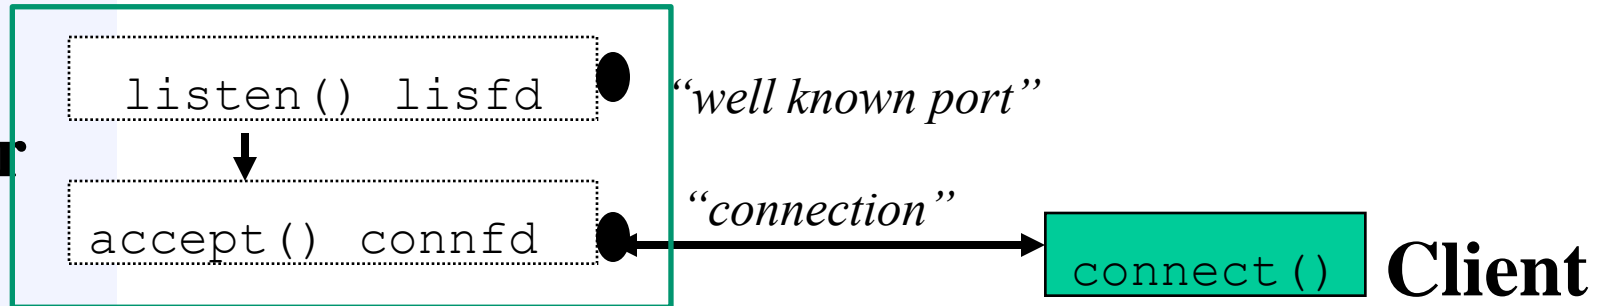 listen() lisfd
“well known port”
r
accept() connfd
“connection”
connect()
Client